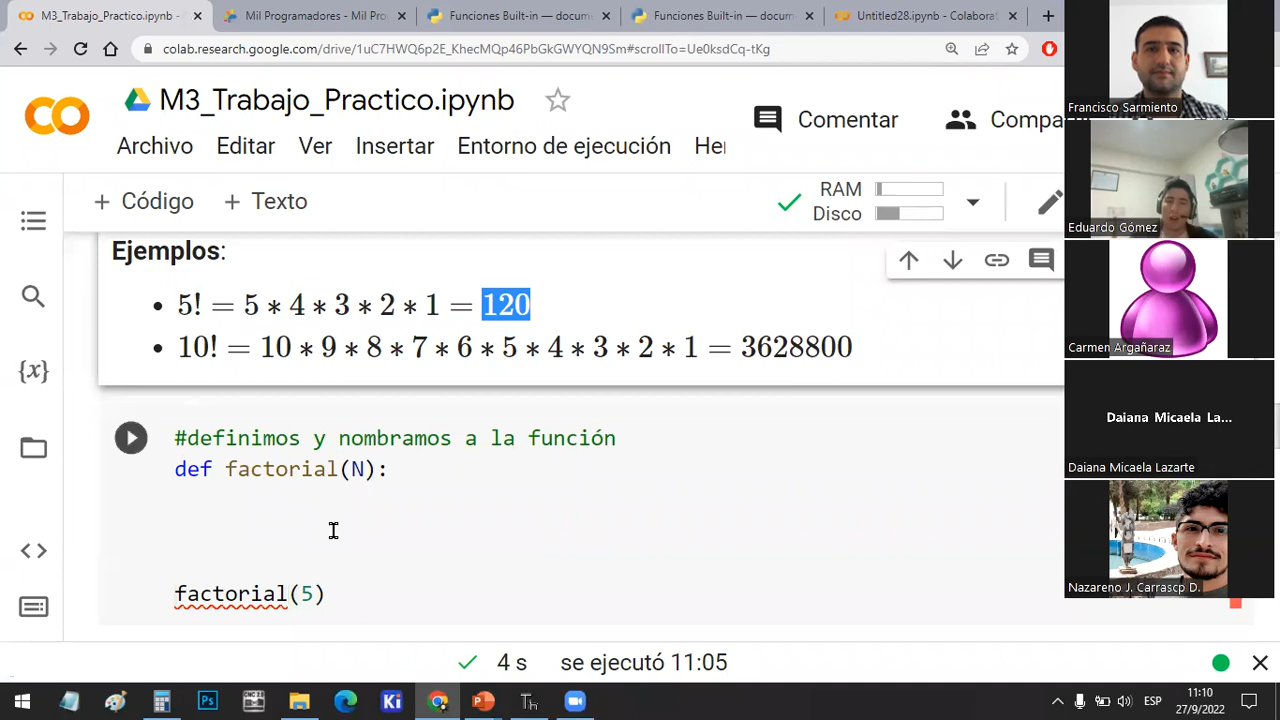 M3_Trabajo_Practico.ipynb -
Mil Programadores - Mil Pro
Funciones Built-in — docum
Funciones Built-in — docum
Untitled28.ipynb - Colaborat
colab.research.google.com/drive/1uC7HWQ6p2E_KhecMQp46PbGkGWYQN9Sm#scrollTo=Ue0ksdCq-tKg
M3_Trabajo_Practico.ipynb
Comentar
Compa
Archivo Editar Ver Insertar Entorno de ejecución Her
+ Código + Texto
RAM
Disco
{x}
Ejemplos:
• 5! = 5 ∗ 4 ∗ 3 ∗ 2 ∗ 1 = 120
• 10! = 10 ∗ 9 ∗ 8 ∗ 7 ∗ 6 ∗ 5 ∗ 4 ∗ 3 ∗ 2 ∗ 1 = 3628800
#definimos y nombramos a la función
def factorial(N):
factorial(5)
4 s se ejecutó 11:05
Francisco Sarmiento
Eduardo Gómez
Carmen Argañaraz
Daiana Micaela La...
Daiana Micaela Lazarte
Nazareno J. Carrascp D.
Ps
Ki
ESP
11:10
27/9/2022